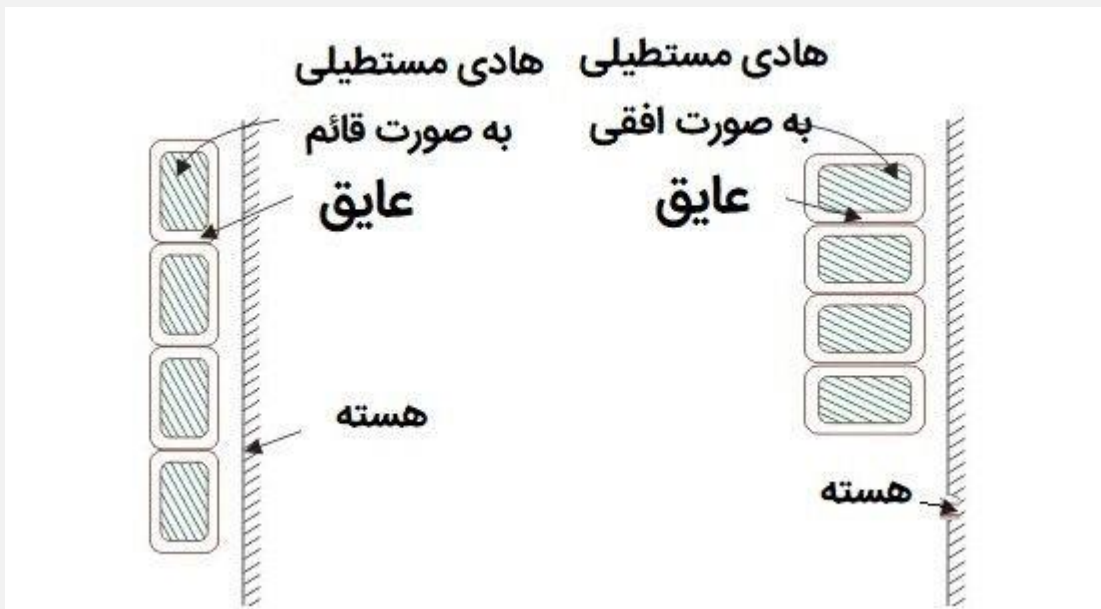 هادی مستطیلی
به صورت افقی
عایق
هسته
هادی مستطیلی
به صورت قائم
عایق
هسته